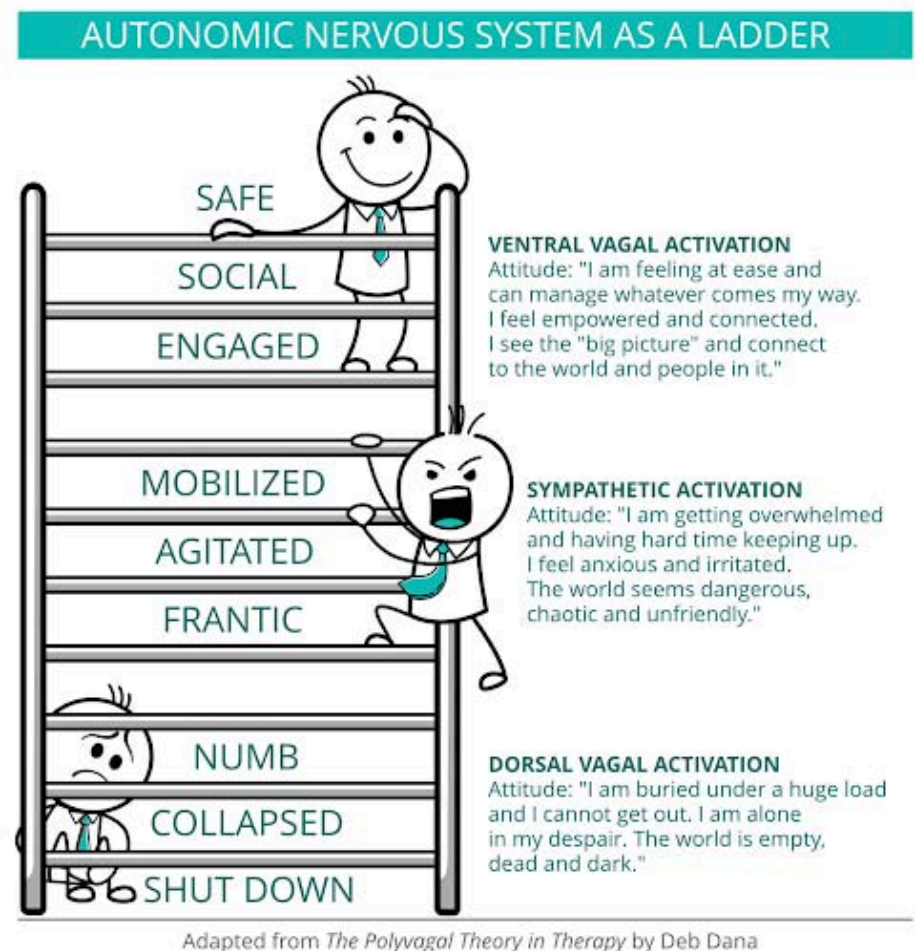 AUTONOMIC NERVOUS SYSTEM AS A LADDER
SAFE
SOCIAL
ENGAGED
VENTRAL VAGAL ACTIVATION
Attitude: "I am feeling at ease and
can manage whatever comes my way.
I feel empowered and connected.
I see the "big picture" and connect
to the world and people in it."
MOBILIZED
AGITATED
FRANTIC
SYMPATHETIC ACTIVATION
Attitude: "I am getting overwhelmed
and having hard time keeping up.
I feel anxious and irritated.
The world seems dangerous,
chaotic and unfriendly."
NUMB
COLLAPSED
SHUT DOWN
DORSAL VAGAL ACTIVATION
Attitude: "I am buried under a huge load
and I cannot get out. I am alone
in my despair. The world is empty,
dead and dark."
Adapted from The Polyvagal Theory in Therapy by Deb Dana